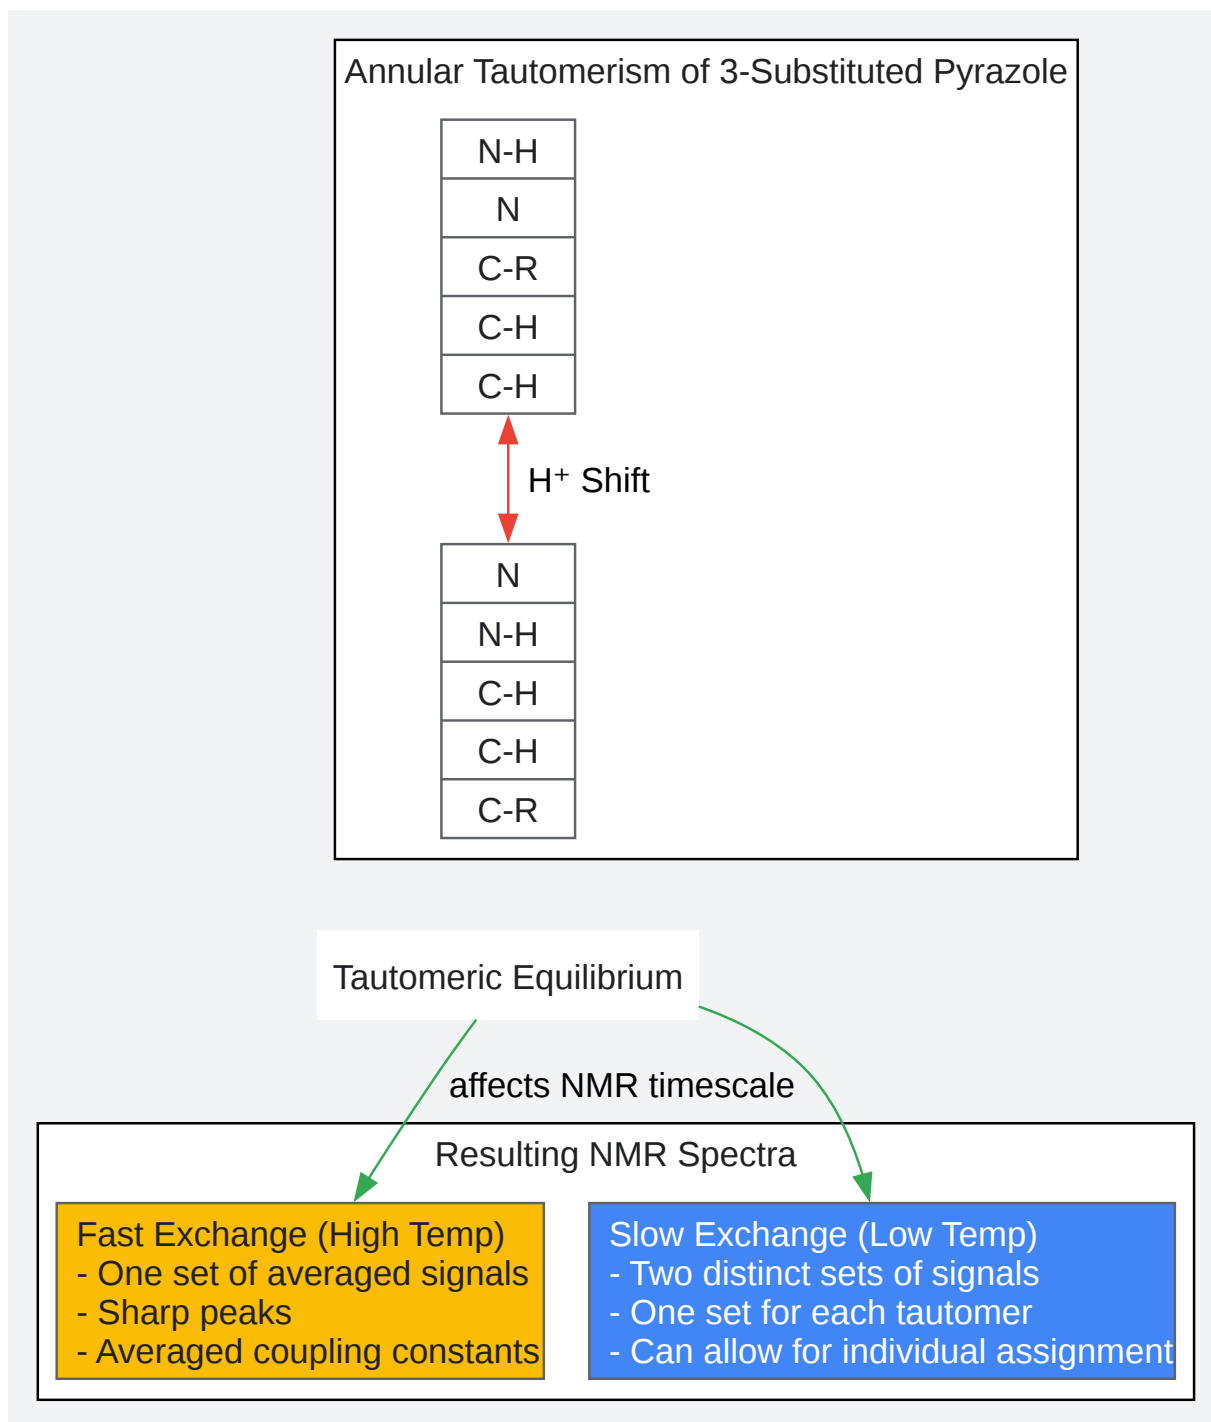 Annular Tautomerism of 3-Substituted Pyrazole
N-H
N
C-R
C-H
C-H
H⁺ Shift
N
N-H
C-H
C-H
C-R
Tautomeric Equilibrium
affects NMR timescale
Resulting NMR Spectra
Fast Exchange (High Temp)
- One set of averaged signals
- Sharp peaks
- Averaged coupling constants
Slow Exchange (Low Temp)
- Two distinct sets of signals
- One set for each tautomer
- Can allow for individual assignment